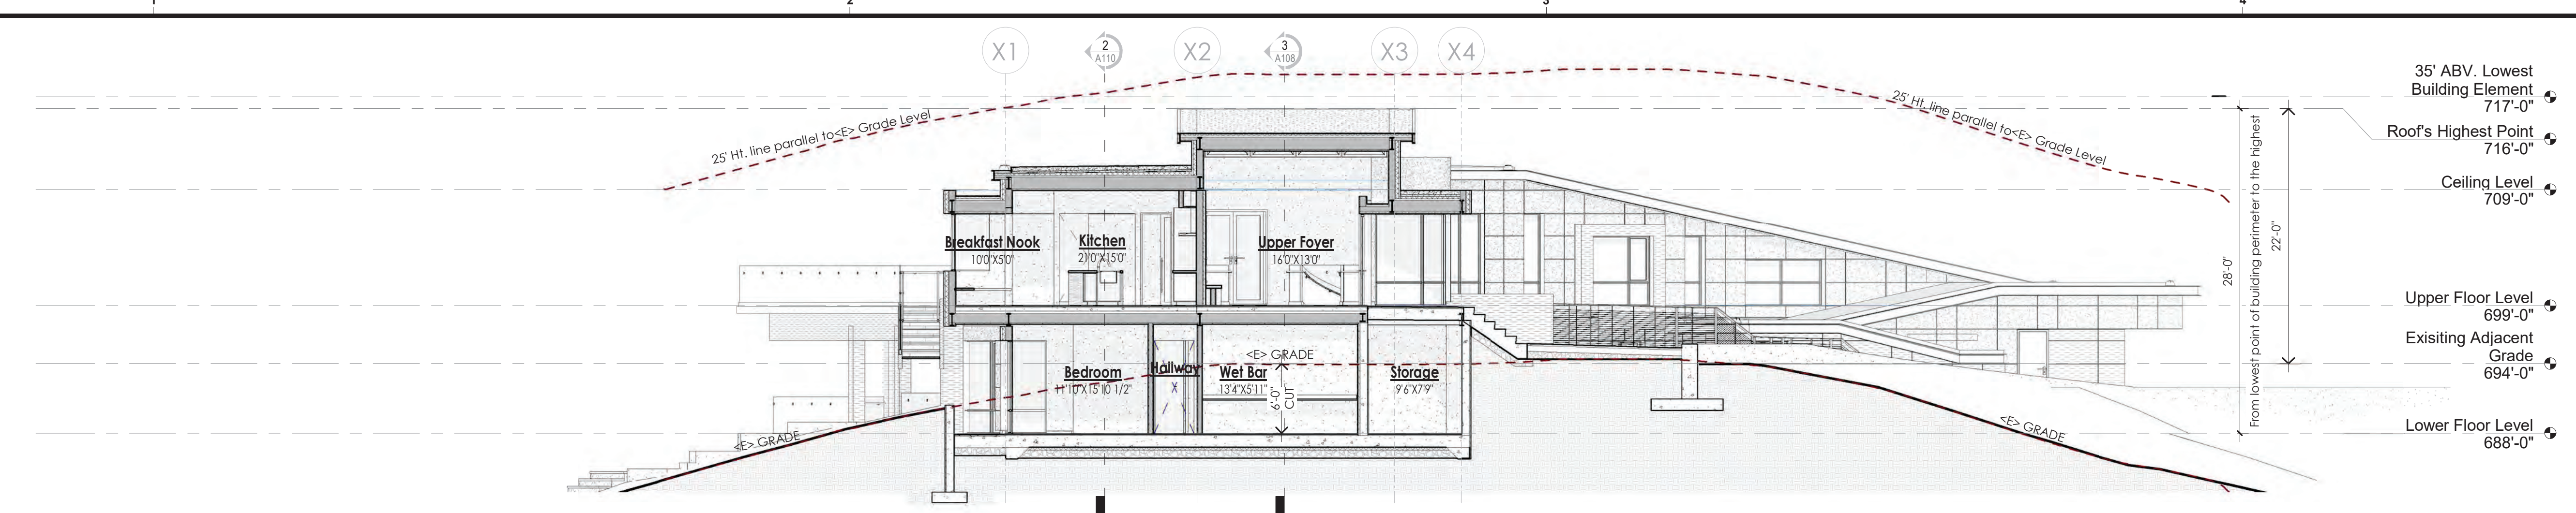 1
2
3
4
X1
2
A110
X2
3
A108
X3
X4
35' ABV. Lowest
Building Element
717'-0"
Roof's Highest Point
716'-0"
Ceiling Level
709'-0"
Upper Floor Level
699'-0"
Exisiting Adjacent
Grade
694'-0"
Lower Floor Level
688'-0"
25' Ht. line parallel to<E> Grade Level
25' Ht. line parallel to<E> Grade Level
From lowest point of building perimeter to the highest
28'-0"
22'-0"
Breakfast Nook
10'0"X5'0"
Kitchen
21'0"X15'0"
Upper Foyer
16'0"X13'0"
<E> GRADE
Bedroom
11'10"X15'10 1/2"
Hallway
X
Wet Bar
13'4"X5'11"
6'-0"
CUT
Storage
9'6"X7'9"
<E> GRADE
<E> GRADE